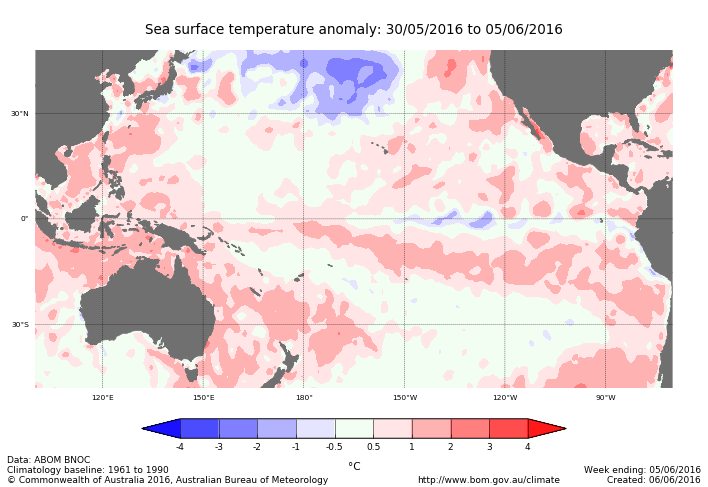 Sea surface temperature anomaly: 30/05/2016 to 05/06/2016
30°N
0°
30°S
120°E 150°E 180° 150°W 120°W 90°W
-4 -3 -2 -1 -0.5 0.5 1 2 3 4
°C
Data: ABOM BNOC
Climatology baseline: 1961 to 1990 Week ending: 05/06/2016
© Commonwealth of Australia 2016, Australian Bureau of Meteorology http://www.bom.gov.au/climate Created: 06/06/2016